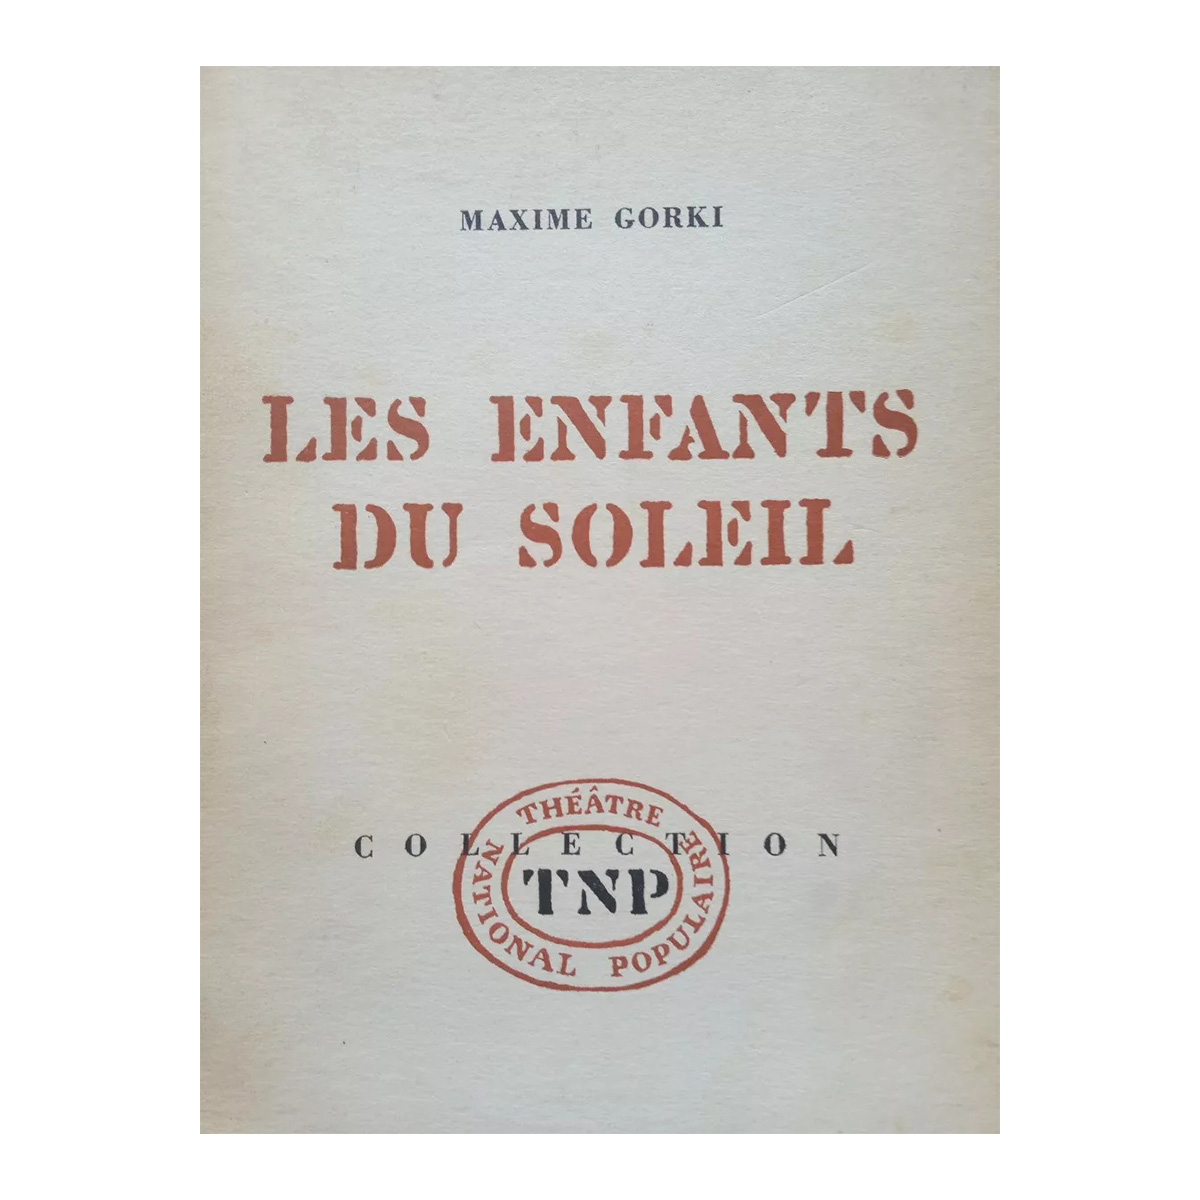 MAXIME GORKI
LES ENFANTS
DU SOLEIL
COLLECTION
THÉÂTRE
NATIONAL POPULAIRE
TNP